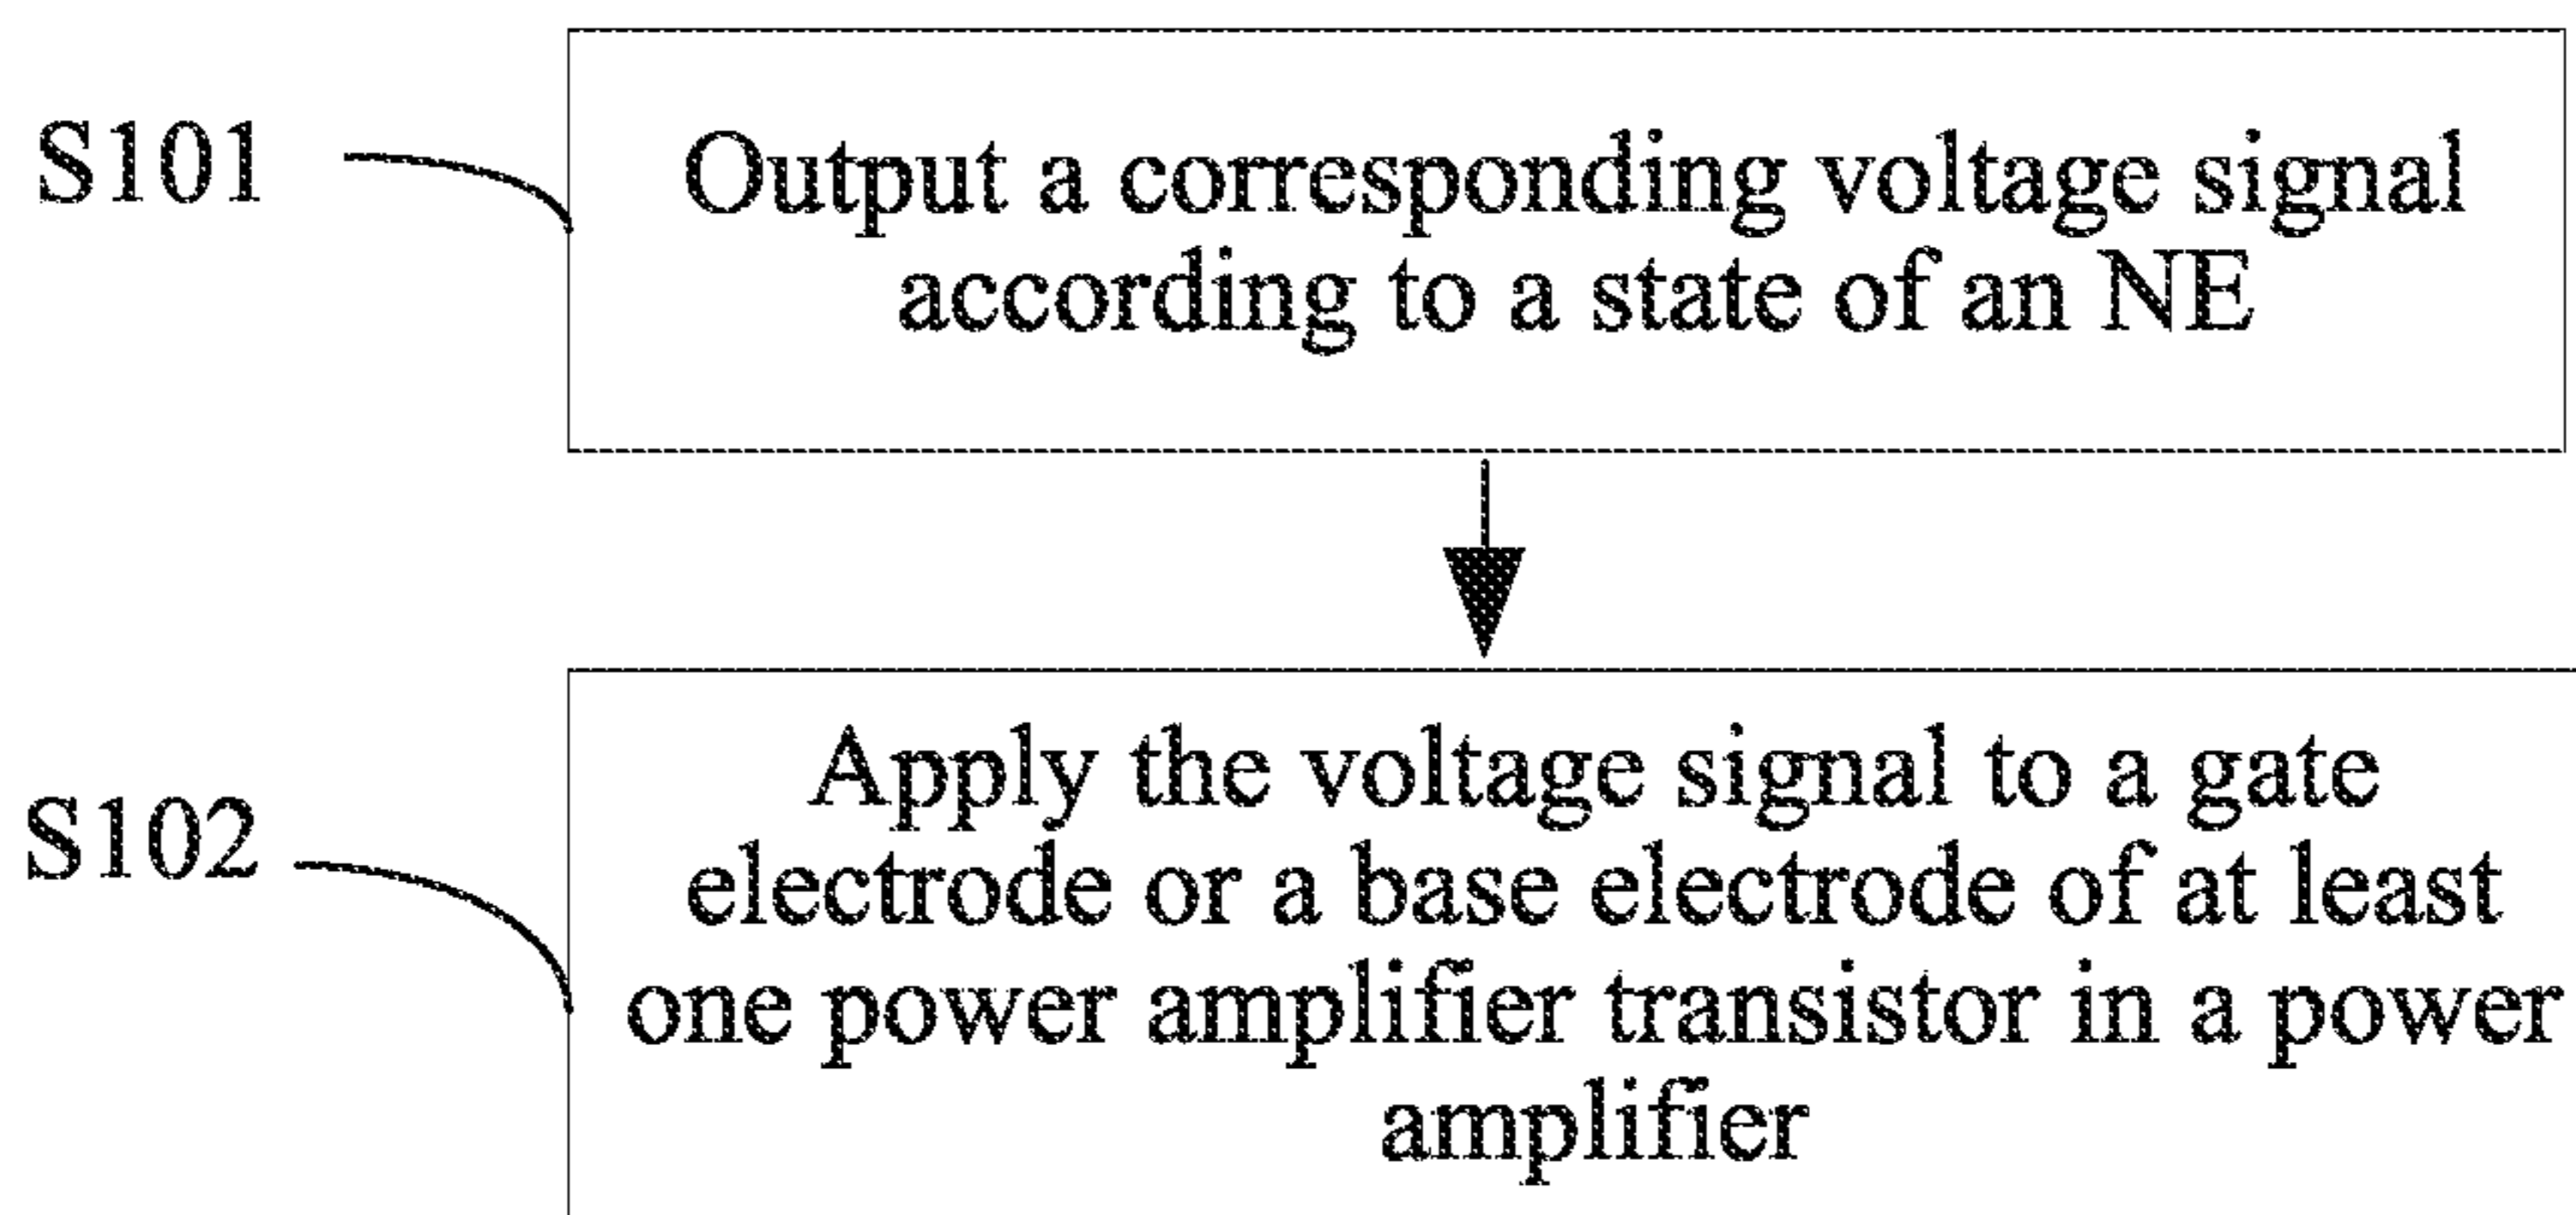 S101
Output a corresponding voltage signal
according to a state of an NE
S102
Apply the voltage signal to a gate
electrode or a base electrode of at least
one power amplifier transistor in a power
amplifier